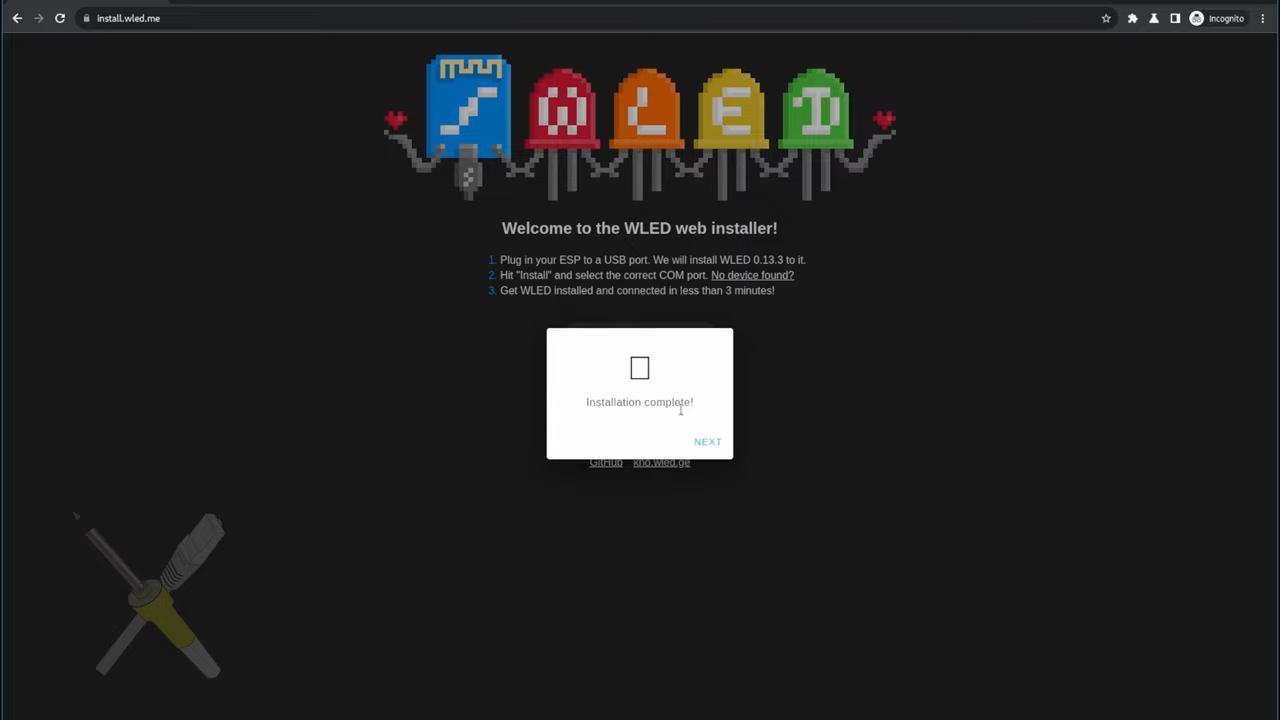 install.wled.me
Incognito
WLED
Welcome to the WLED web installer!
1. Plug in your ESP to a USB port. We will install WLED 0.13.3 to it.
2. Hit "Install" and select the correct COM port. No device found?
3. Get WLED installed and connected in less than 3 minutes!
Installation complete!
NEXT
GitHub kno.wled.ge